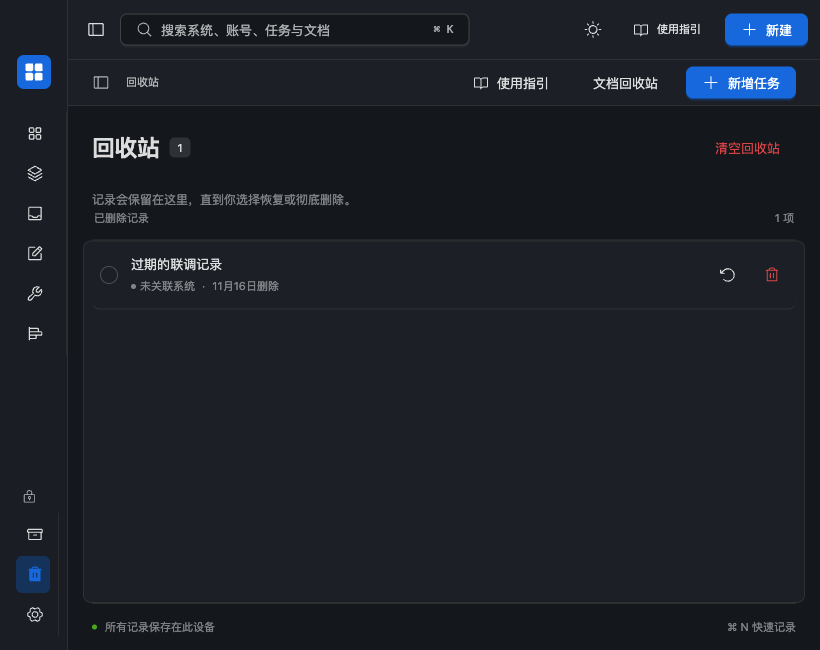 搜索系统、账号、任务与文档 ⌘ K
使用指引
新建
回收站
使用指引
文档回收站
新增任务
回收站 1
清空回收站
记录会保留在这里，直到你选择恢复或彻底删除。
已删除记录
1 项
过期的联调记录
未关联系统 · 11月16日删除
所有记录保存在此设备
⌘ N 快速记录